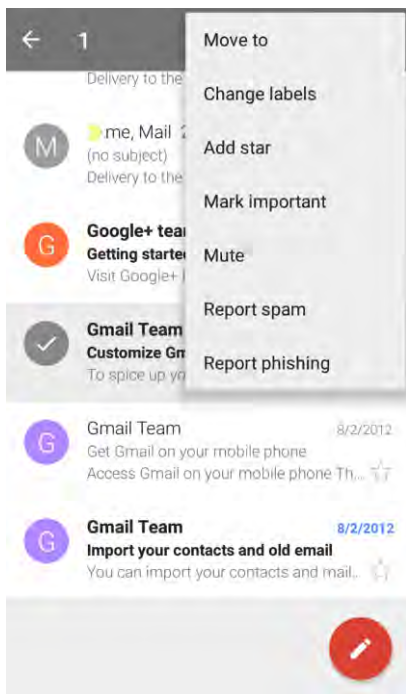 1
Move to
Delivery to the
Change labels
M
me, Mail 2
(no subject)
Delivery to the
Add star
Mark important
G
Google+ team
Getting starte
Visit Google+
Mute
Report spam
Gmail Team
Customize Gm
To spice up yo
Report phishing
G
Gmail Team 8/2/2012
Get Gmail on your mobile phone
Access Gmail on your mobile phone Th...
G
Gmail Team 8/2/2012
Import your contacts and old email
You can import your contacts and mail..